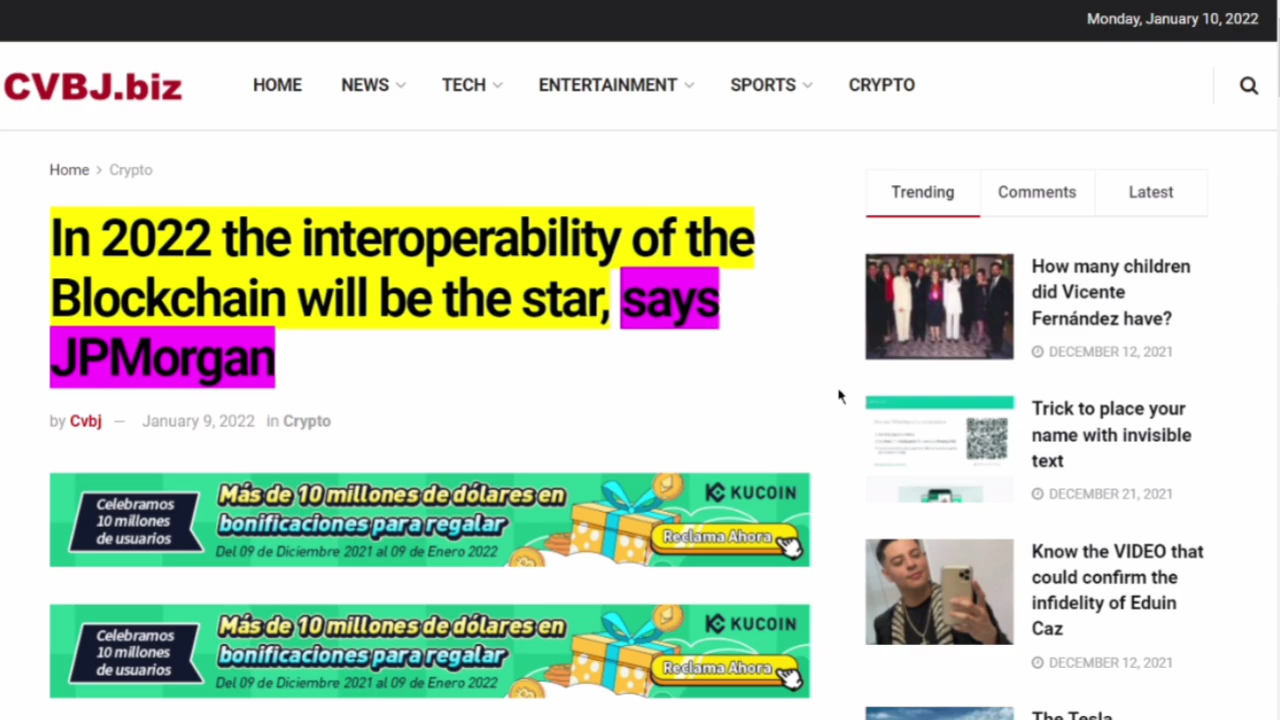 Monday, January 10, 2022
CVBJ.biz
HOME NEWS TECH ENTERTAINMENT SPORTS CRYPTO
Home > Crypto
In 2022 the interoperability of the
Blockchain will be the star, says
JPMorgan
by Cvbj — January 9, 2022 in Crypto
Celebramos
10 millones
de usuarios
Más de 10 millones de dólares en
bonificaciones para regalar
Del 09 de Diciembre 2021 al 09 de Enero 2022
KUCOIN
Reclama Ahora
Celebramos
10 millones
de usuarios
Más de 10 millones de dólares en
bonificaciones para regalar
Del 09 de Diciembre 2021 al 09 de Enero 2022
KUCOIN
Reclama Ahora
Trending Comments Latest
How many children
did Vicente
Fernández have?
DECEMBER 12, 2021
Trick to place your
name with invisible
text
DECEMBER 21, 2021
Know the VIDEO that
could confirm the
infidelity of Eduin
Caz
DECEMBER 12, 2021
The Tesla